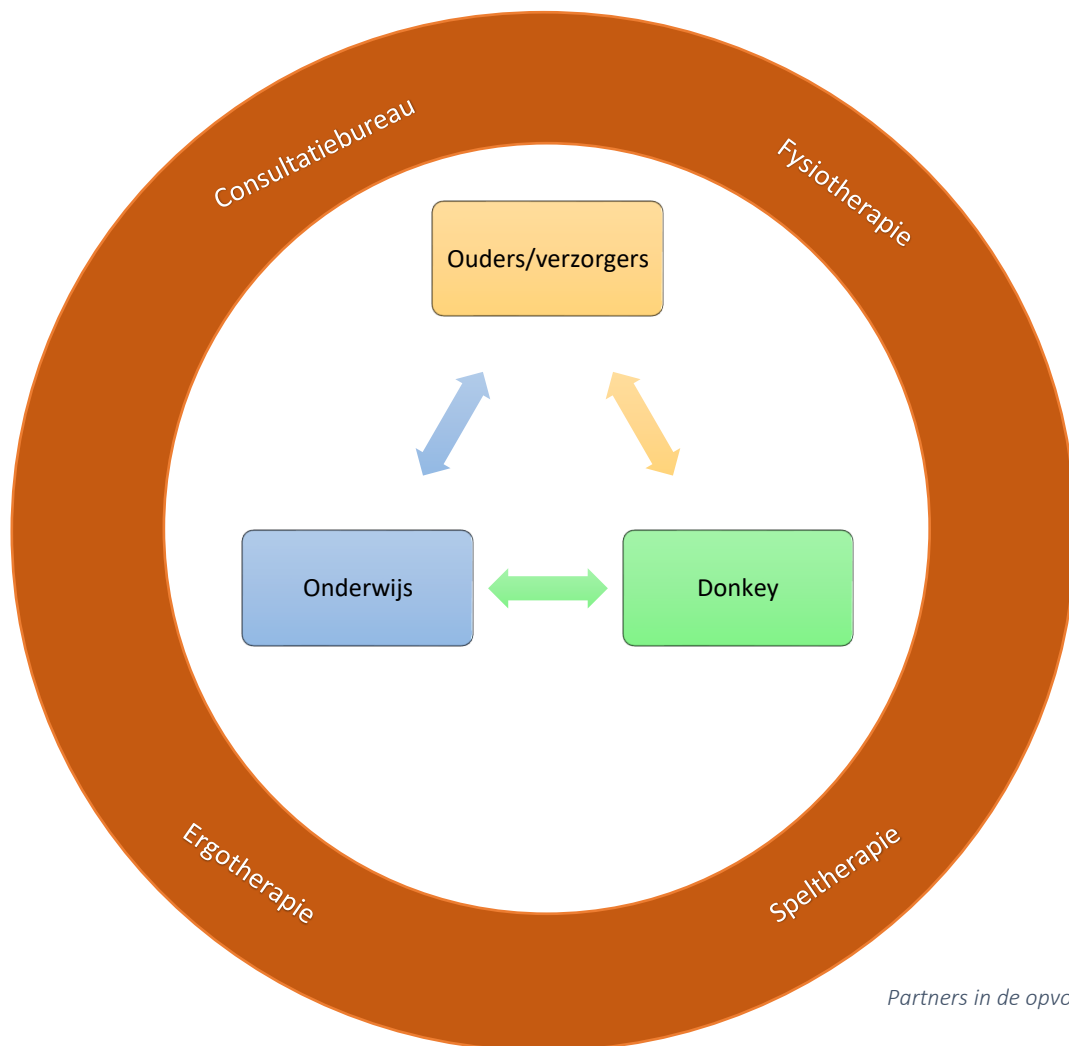 Consultatiebureau
Fysiotherapie
Ouders/verzorgers
Onderwijs
Donkey
Ergotherapie
Speltherapie
Partners in de